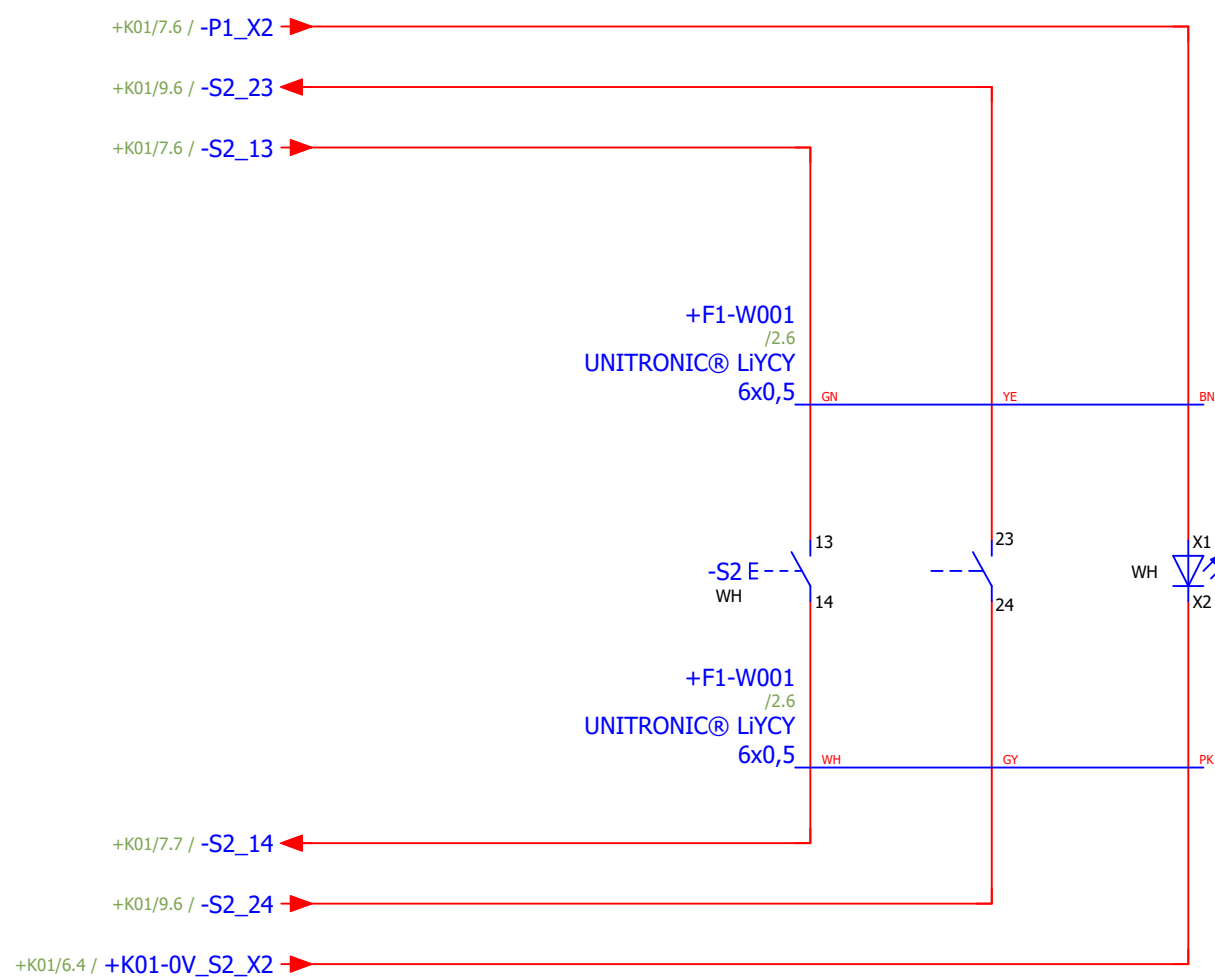 +K01/7.6 / -P1_X2
+K01/9.6 / -S2_23
+K01/7.6 / -S2_13
+F1-W001
/2.6
UNITRONIC® LiYCY
6x0,5
GN YE BN
13 23 X1
-S2 WH
WH
14 24 X2
+F1-W001
/2.6
UNITRONIC® LiYCY
6x0,5
WH GY PK
+K01/7.7 / -S2_14
+K01/9.6 / -S2_24
+K01/6.4 / +K01-0V_S2_X2